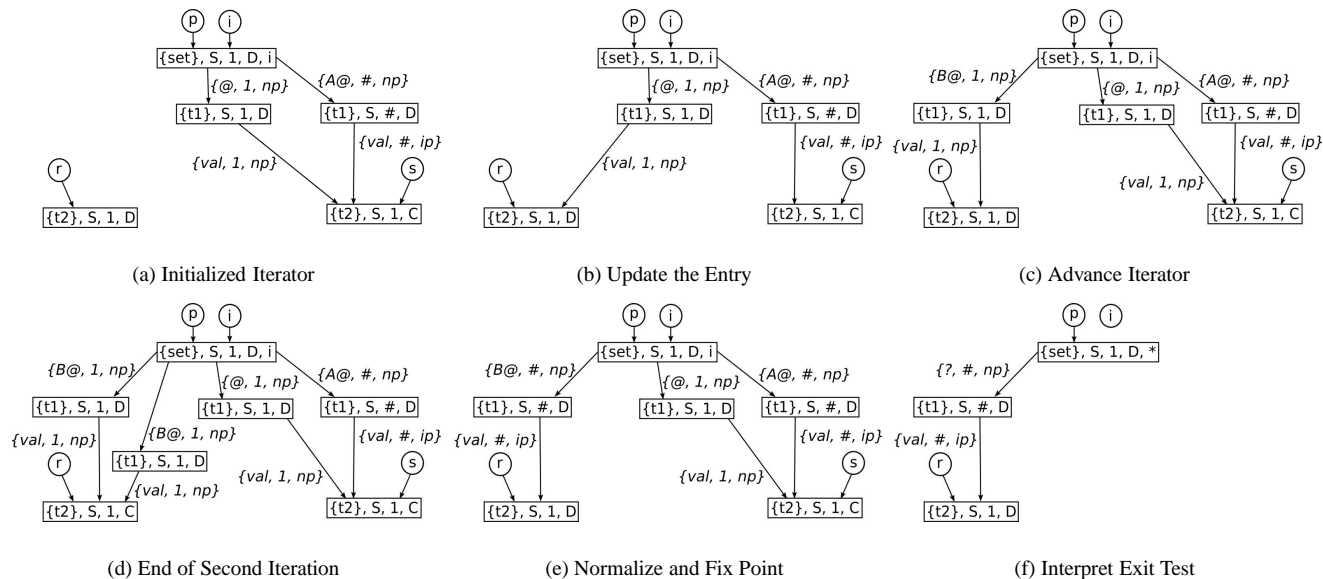 p i
{set}, S, 1, D, i
{@, 1, np}
{A@, #, np}
{t1}, S, 1, D
{t1}, S, #, D
{val, 1, np}
{val, #, ip}
r
s
{t2}, S, 1, D
{t2}, S, 1, C
(a) Initialized Iterator
p i
{set}, S, 1, D, i
{@, 1, np}
{A@, #, np}
{t1}, S, 1, D
{t1}, S, #, D
{val, 1, np}
{val, #, ip}
r
s
{t2}, S, 1, D
{t2}, S, 1, C
(b) Update the Entry
p i
{set}, S, 1, D, i
{B@, 1, np}
{@, 1, np}
{A@, #, np}
{t1}, S, 1, D
{t1}, S, 1, D
{t1}, S, #, D
{val, 1, np}
{val, #, ip}
r
s
{val, 1, np}
{t2}, S, 1, D
{t2}, S, 1, C
(c) Advance Iterator
p i
{set}, S, 1, D, i
{B@, 1, np}
{@, 1, np}
{A@, #, np}
{t1}, S, 1, D
{t1}, S, 1, D
{t1}, S, #, D
{B@, 1, np}
{val, 1, np}
{val, #, ip}
r
{t1}, S, 1, D
s
{val, 1, np}
{val, 1, np}
{t2}, S, 1, C
{t2}, S, 1, C
(d) End of Second Iteration
p i
{set}, S, 1, D, i
{B@, #, np}
{@, 1, np}
{A@, #, np}
{t1}, S, #, D
{t1}, S, 1, D
{t1}, S, #, D
{val, #, ip}
{val, #, ip}
r
s
{val, 1, np}
{t2}, S, 1, D
{t2}, S, 1, C
(e) Normalize and Fix Point
p i
{set}, S, 1, D, *
{?, #, np}
{t1}, S, #, D
{val, #, ip}
r
{t2}, S, 1, D
(f) Interpret Exit Test